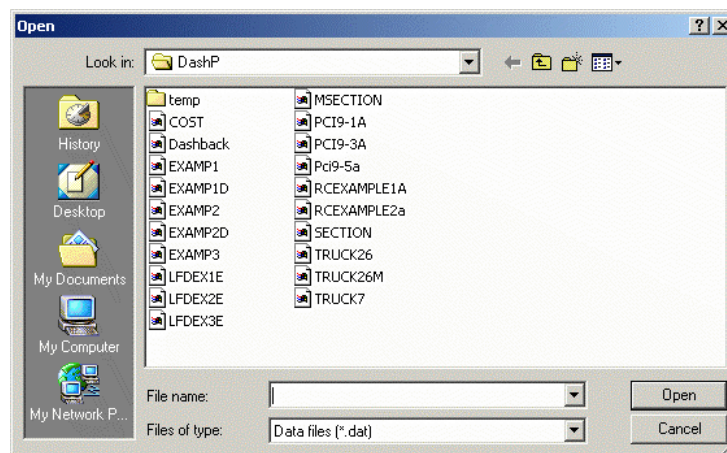 Open
Look in: DashP
History
Desktop
My Documents
My Computer
My Network P...
temp
COST
Dashback
EXAMP1
EXAMP1D
EXAMP2
EXAMP2D
EXAMP3
LFDEX1E
LFDEX2E
LFDEX3E
MSECTION
PCI9-1A
PCI9-3A
Pci9-5a
RCEXAMPLE1A
RCEXAMPLE2a
SECTION
TRUCK26
TRUCK26M
TRUCK7
File name:
Open
Files of type: Data files (*.dat)
Cancel